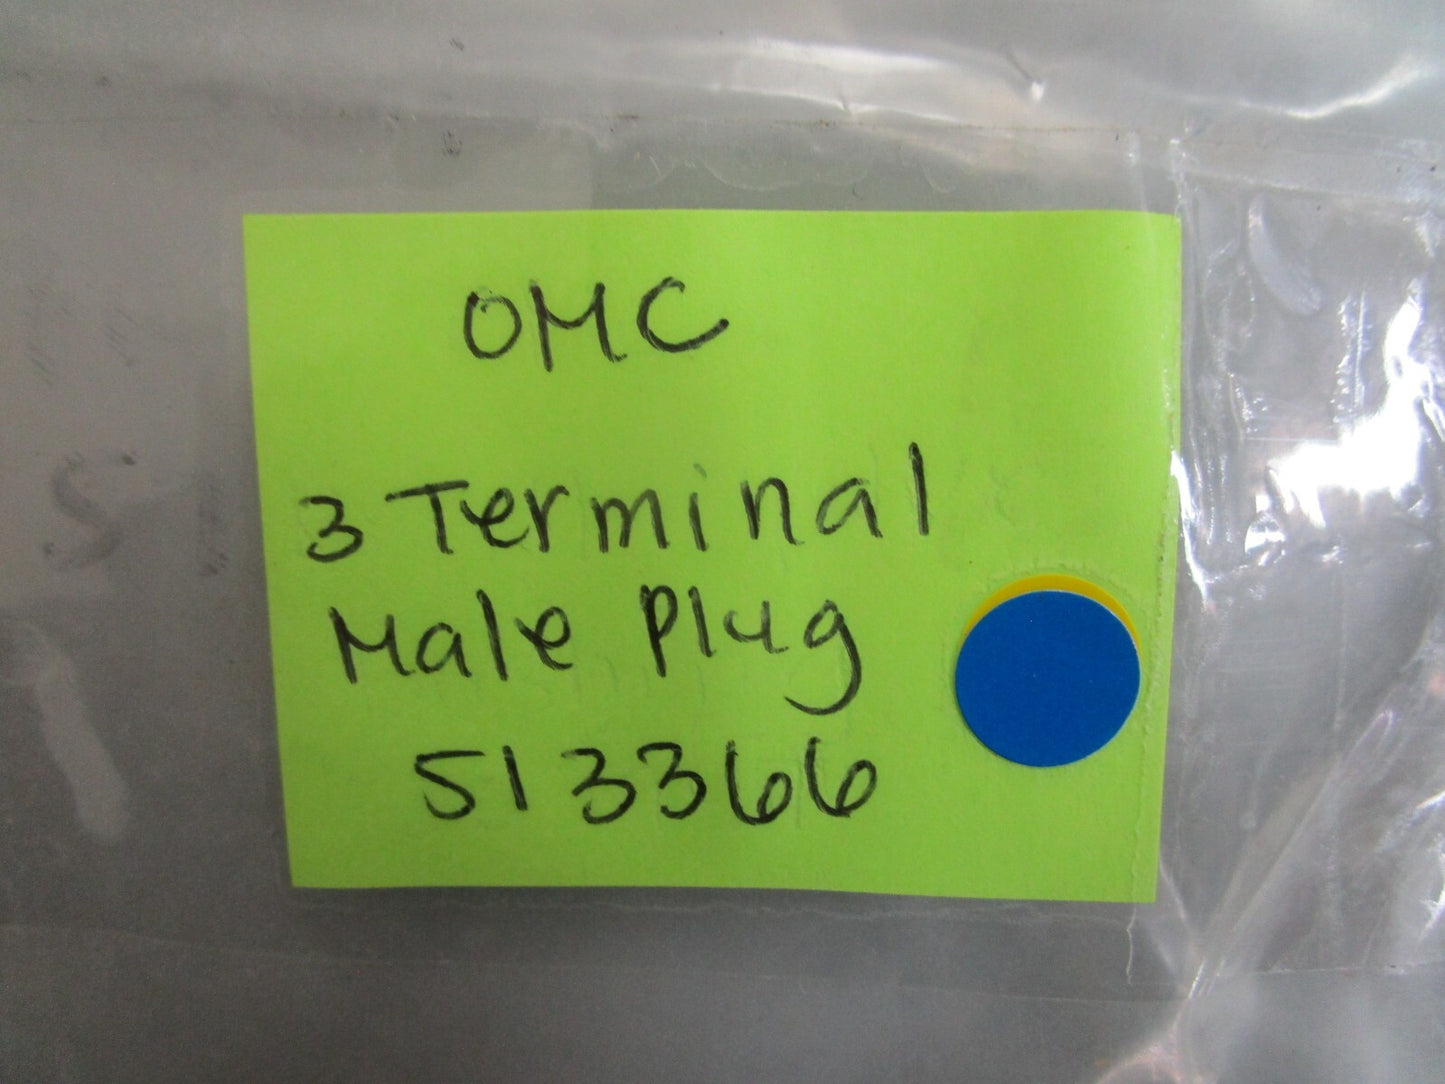 OMC
3 Terminal
Male Plug
513366